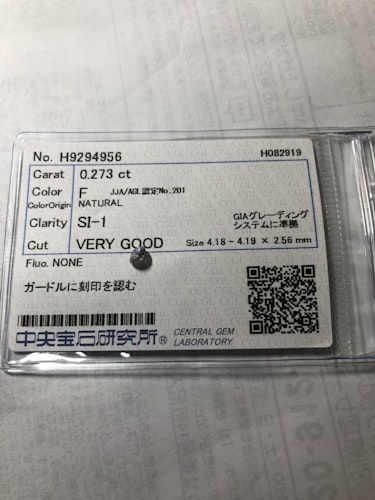 No. H9294956 H082919
Carat 0.273 ct
Color F JJA/AGL認定No.201
ColorOrigin NATURAL
Clarity SI-1 GIAグレーディング
システムに準拠
Cut VERY GOOD Size 4.18 - 4.19 × 2.56 mm
Fluo. NONE
ガードルに刻印を認む
中央宝石研究所® CENTRAL GEM
LABORATORY